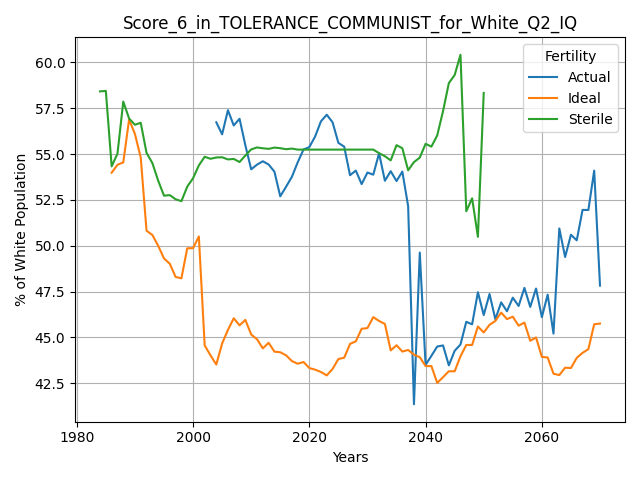 Score_6_in_TOLERANCE_COMMUNIST_for_White_Q2_IQ
Fertility
Actual
Ideal
Sterile
% of White Population
60.0
57.5
55.0
52.5
50.0
47.5
45.0
42.5
1980
2000
2020
2040
2060
Years